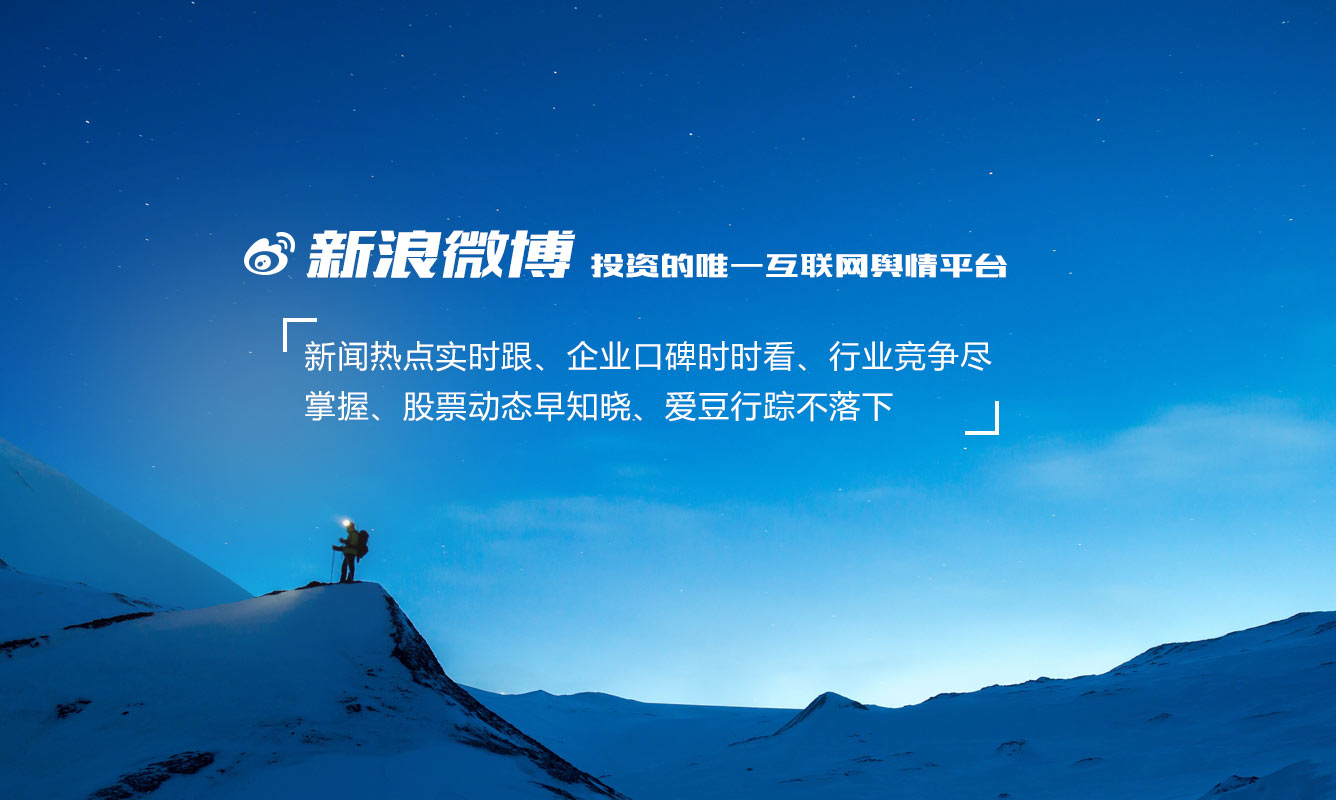 新浪微博 投资的唯一互联网舆情平台
新闻热点实时跟、企业口碑时时看、行业竞争尽
掌握、股票动态早知晓、爱豆行踪不落下